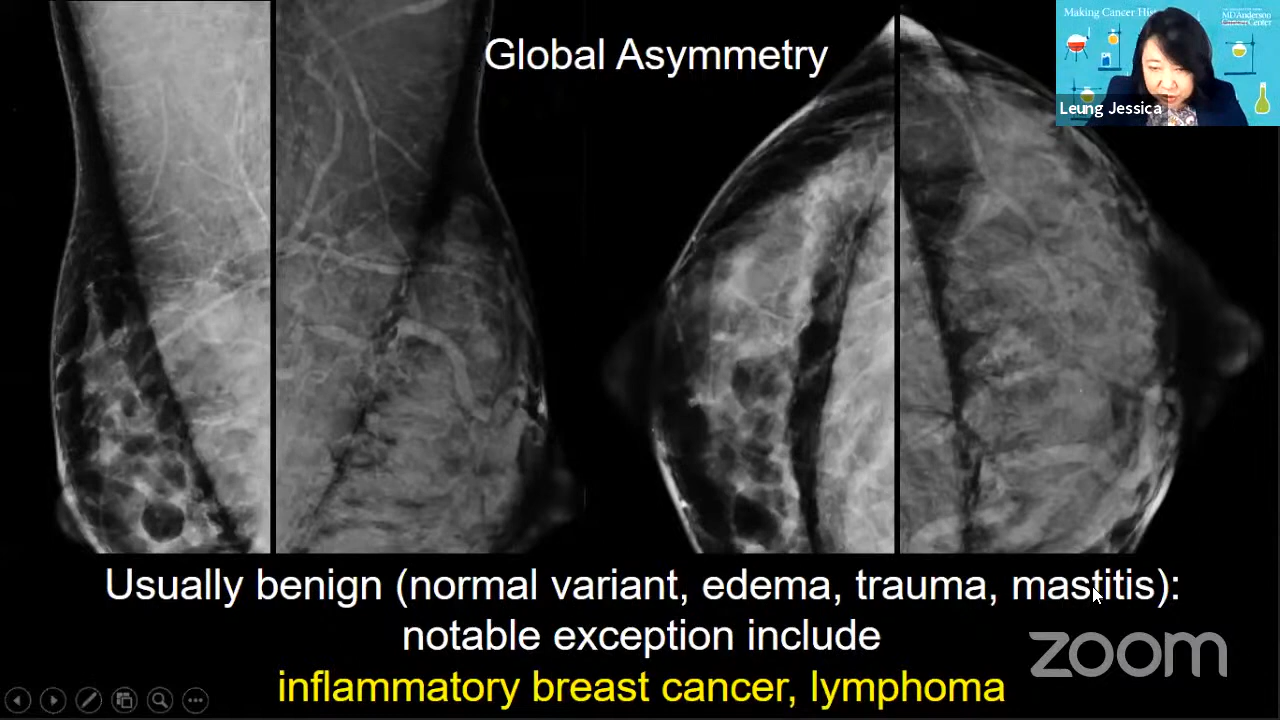 Global Asymmetry
Making Cancer
MD Anderson
Cancer Center
Leung Jessica
Usually benign (normal variant, edema, trauma, mastitis):
notable exception include
inflammatory breast cancer, lymphoma
zoom